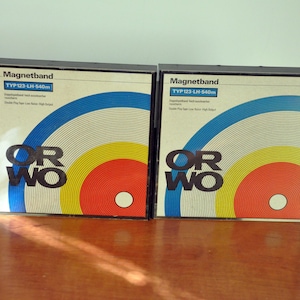 Magnetband
TYP 123·LH·540m
OR
WO
Magnetband
TYP 123·LH·540m
OR
WO